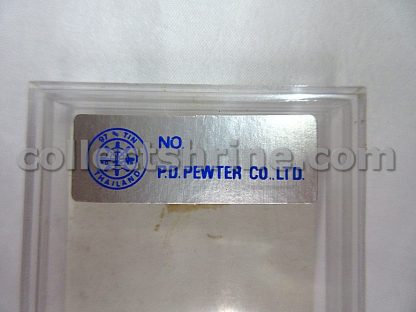 97% TIN
THAILAND
NO.
P.D. PEWTER CO., LTD.
collectshrine.com